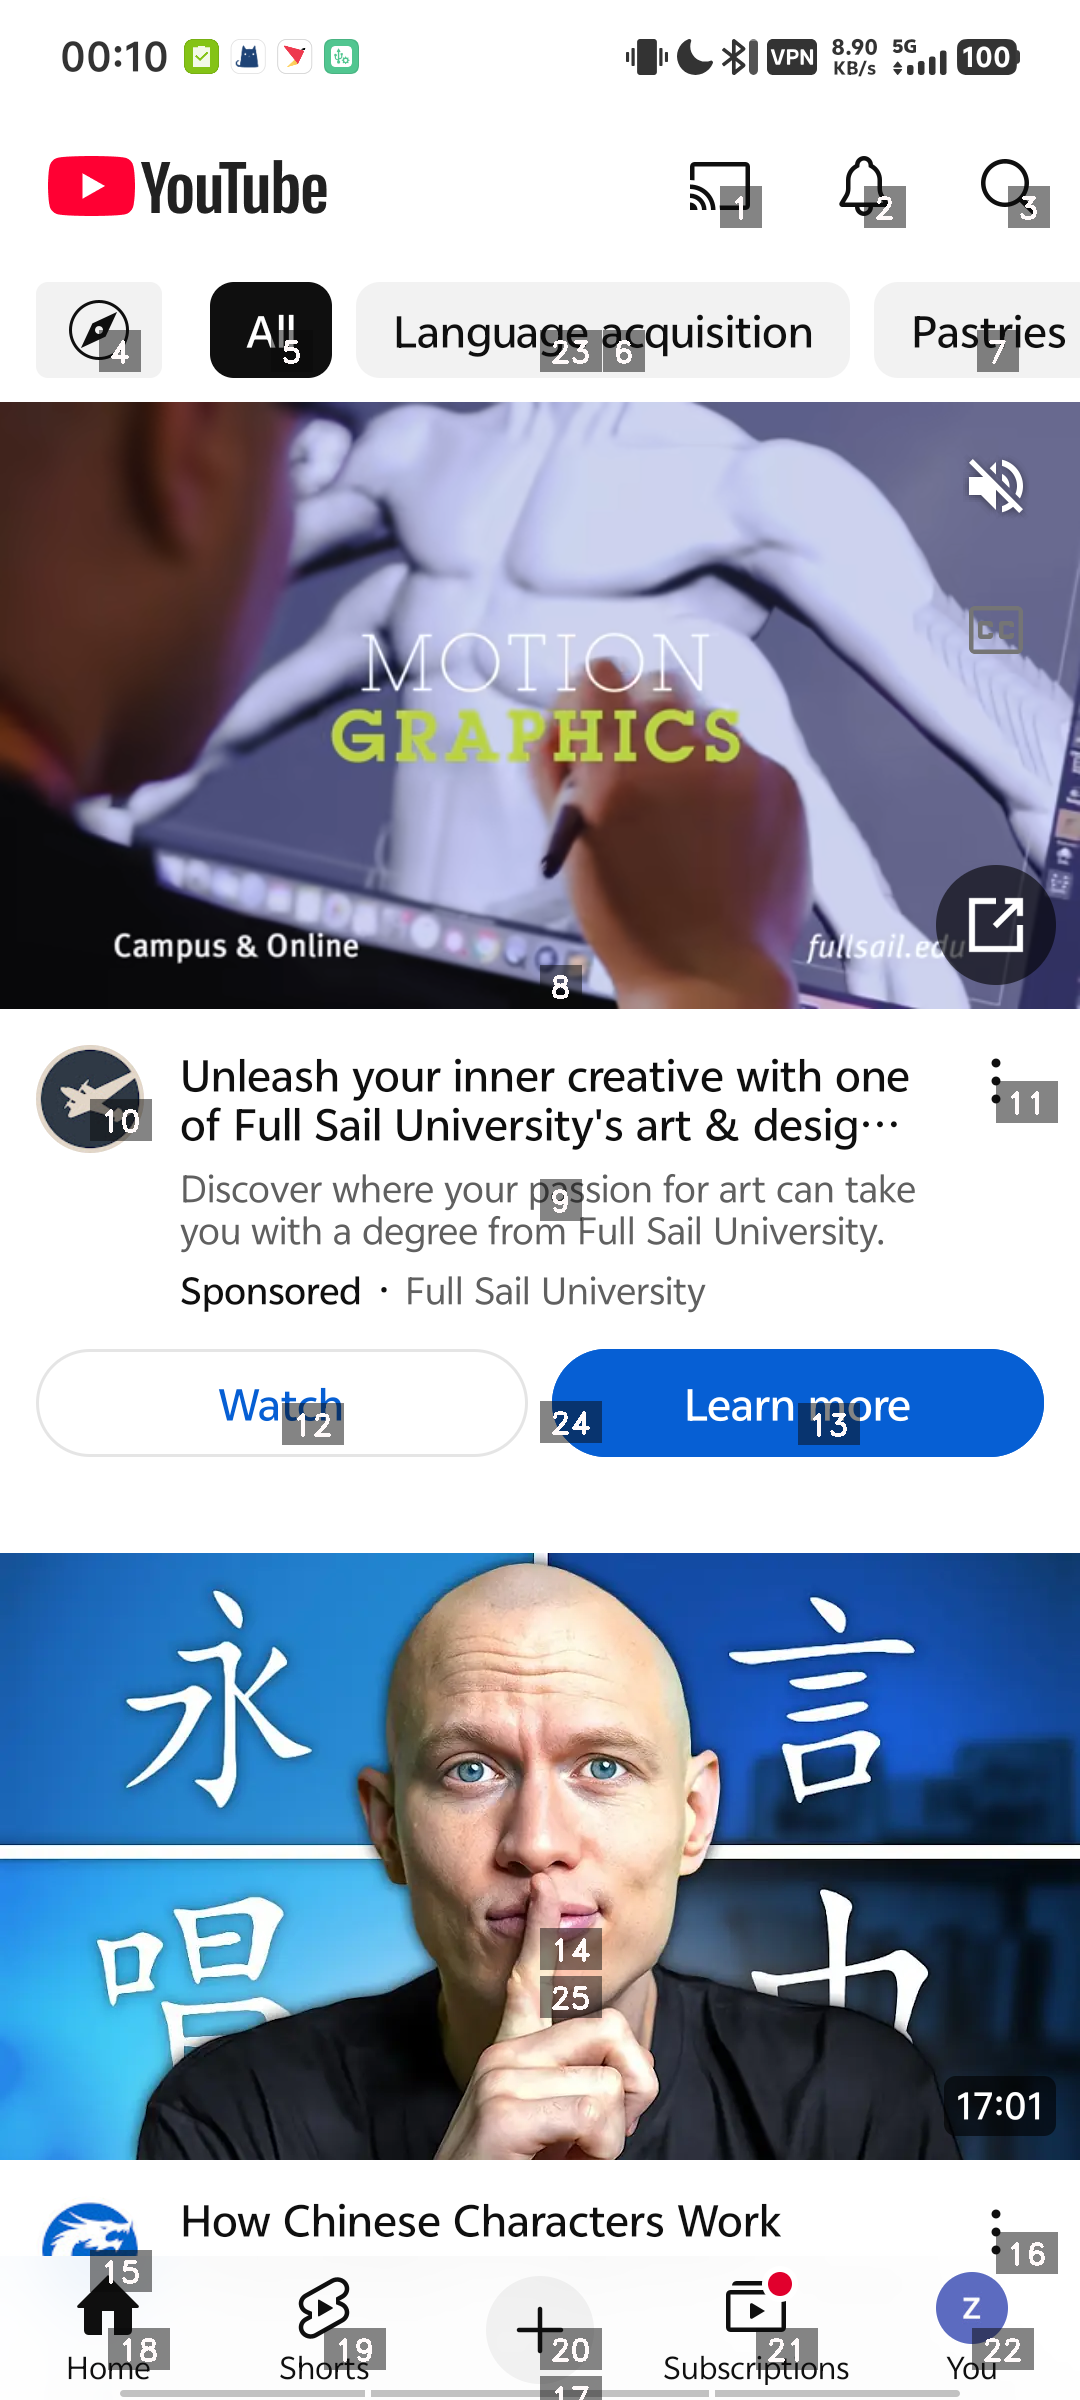 00:10
VPN
8.90
KB/s
5G
100
YouTube
1
2
3
All
Language acquisition
Pastries
4
5
23
6
7
MOTION
GRAPHICS
CC
Campus & Online
fullsail.edu
8
Unleash your inner creative with one
of Full Sail University's art & desig…
10
11
Discover where your passion for art can take
9
you with a degree from Full Sail University.
Sponsored · Full Sail University
Watch
Learn more
12
24
13
永
言
唱
中
14
25
17:01
How Chinese Characters Work
15
16
Z
18
19
20
21
22
Home
Shorts
Subscriptions
You
17